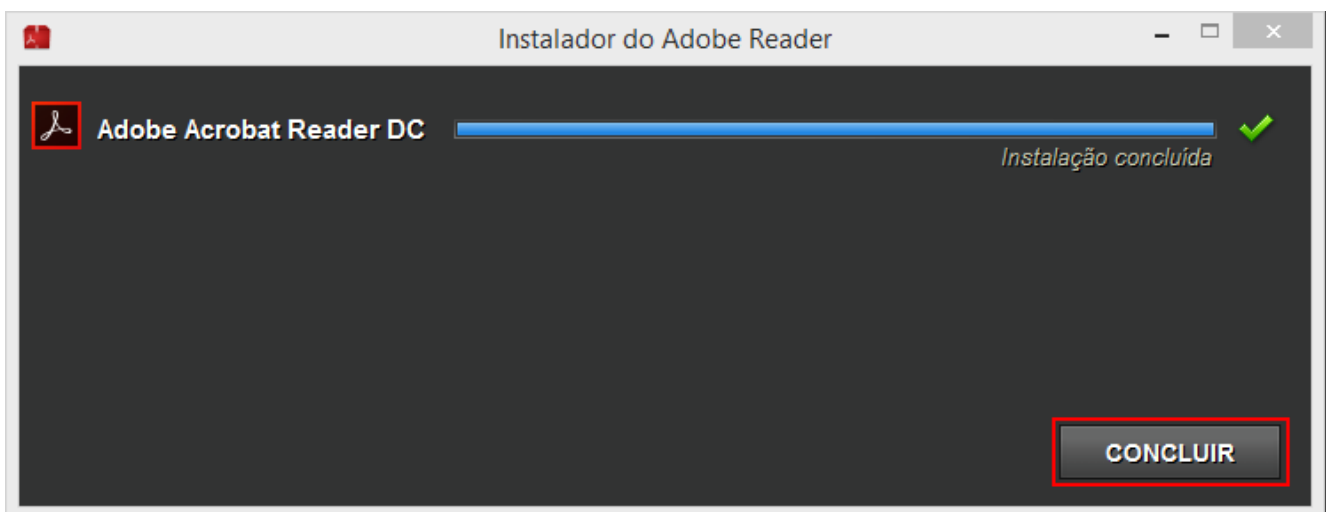 Instalador do Adobe Reader
Adobe Acrobat Reader DC
Instalação concluída
CONCLUIR